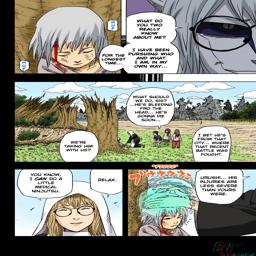 WHAT DO
YOU TWO
REALLY
KNOW
ABOUT ME?
I HAVE BEEN
PURSUING WHO
AND WHAT
I AM, IN MY
OWN WAY...
FOR THE
LONGEST
TIME...
WHAT SHOULD
WE DO, SIS?
...HE'S BLEEDING
FRO THE
HEAD... HE'S
GONNA DIE
SOON...
I BET HE'S
FROM THAT
CITY... WHERE
THAT RECENT
BATTLE WAS
FOUGHT.
WE'RE
TAKING HIM
WITH US?
YOU KNOW,
I CAN DO A
LITTLE
MEDICAL
NINJUTSU.
RELAX.
URUSHI... HIS
INJURIES ARE
LESS SEVERE
THAN YOURS
WERE.